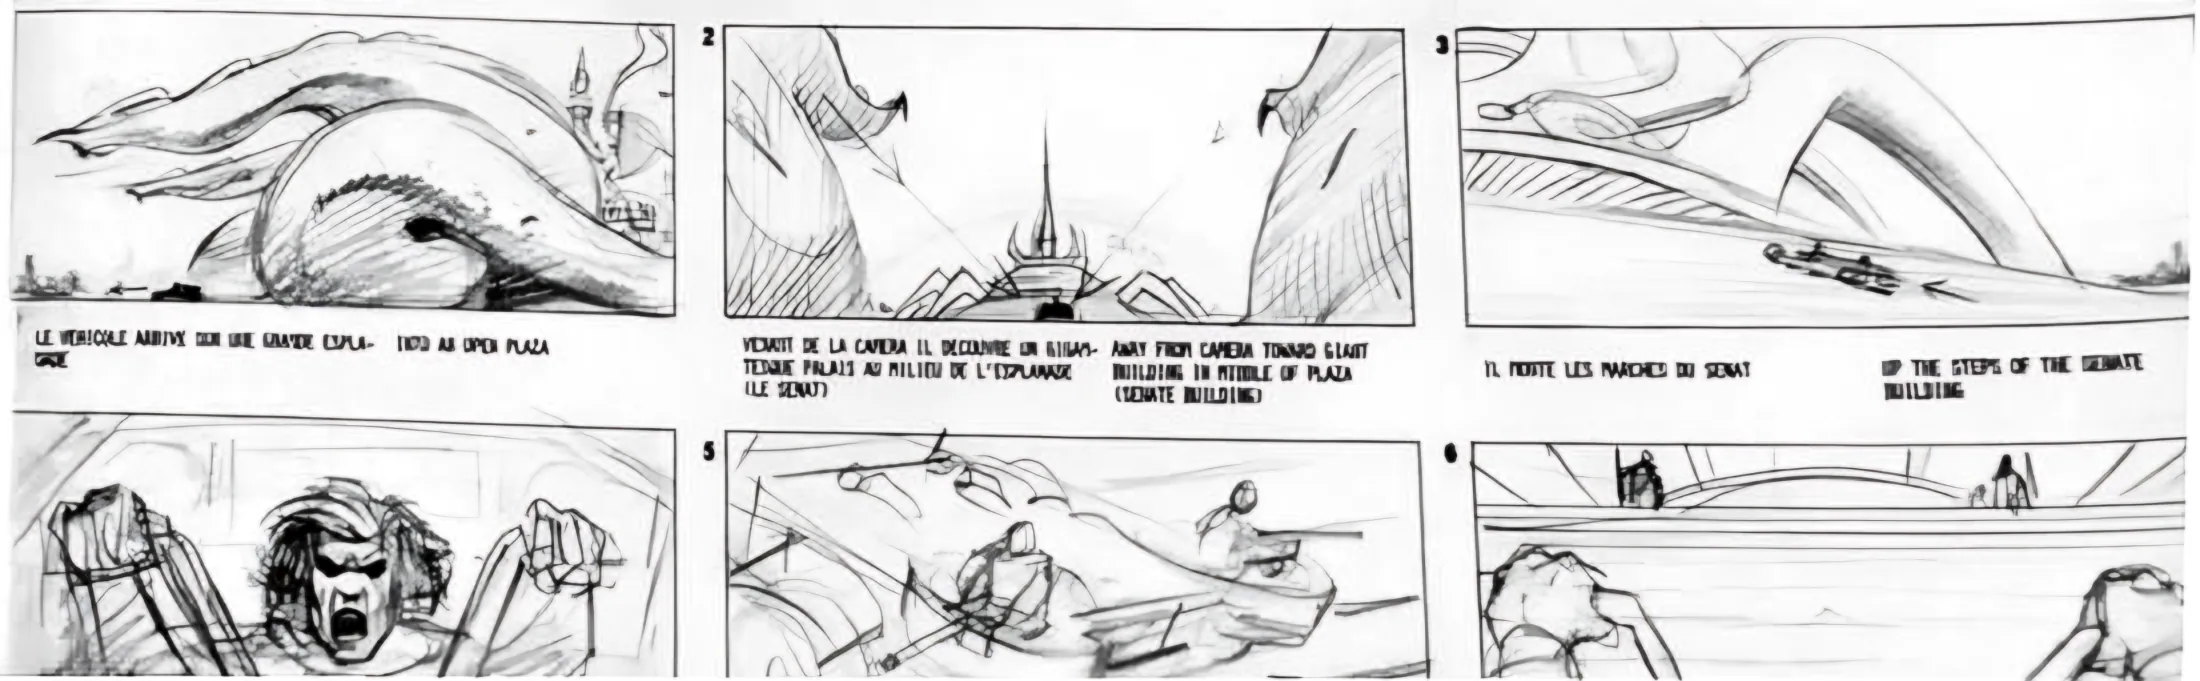 2
3
LE VEHICULE ARRIVE SUR UNE GRANDE ESPLA-
INTO AN OPEN PLAZA
NADE
VENANT DE LA CAMERA IL DECOUVRE UN GIGAN-
TESQUE PALAIS AU MILIEU DE L'ESPLANADE
(LE SENAT)
AWAY FROM CAMERA TOWARD GIANT
BUILDING IN MIDDLE OF PLAZA
(SENATE BUILDING)
IL MONTE LES MARCHES DU SENAT
UP THE STEPS OF THE SENATE
BUILDING
5
6